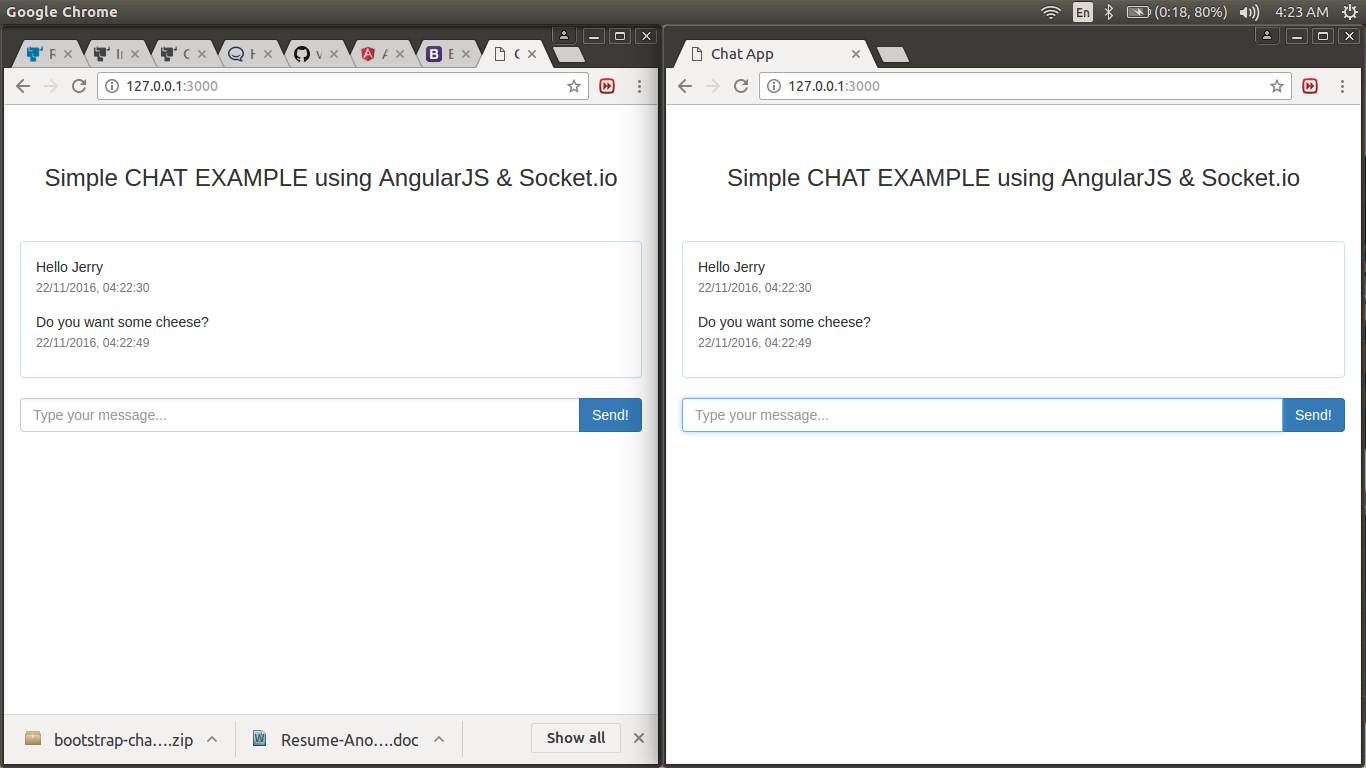 Google Chrome
En
(0:18, 80%)
4:23 AM
Chat App
127.0.0.1:3000
127.0.0.1:3000
Simple CHAT EXAMPLE using AngularJS & Socket.io
Hello Jerry
22/11/2016, 04:22:30
Do you want some cheese?
22/11/2016, 04:22:49
Type your message...
Send!
Simple CHAT EXAMPLE using AngularJS & Socket.io
Hello Jerry
22/11/2016, 04:22:30
Do you want some cheese?
22/11/2016, 04:22:49
Type your message...
Send!
bootstrap-cha....zip
Resume-Ano....doc
Show all